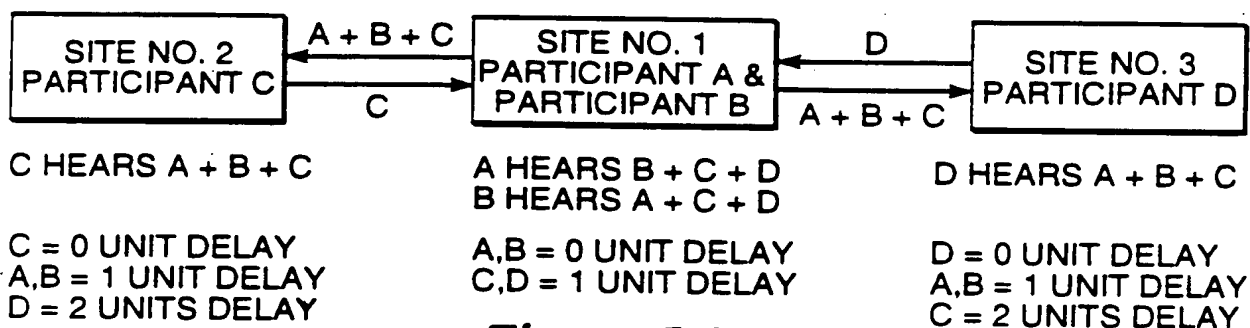 SITE NO. 2
PARTICIPANT C
A + B + C
C
SITE NO. 1
PARTICIPANT A &
PARTICIPANT B
D
A + B + C
SITE NO. 3
PARTICIPANT D
C HEARS A + B + C
C = 0 UNIT DELAY
A,B = 1 UNIT DELAY
D = 2 UNITS DELAY
A HEARS B + C + D
B HEARS A + C + D
A,B = 0 UNIT DELAY
C,D = 1 UNIT DELAY
D HEARS A + B + C
D = 0 UNIT DELAY
A,B = 1 UNIT DELAY
C = 2 UNITS DELAY